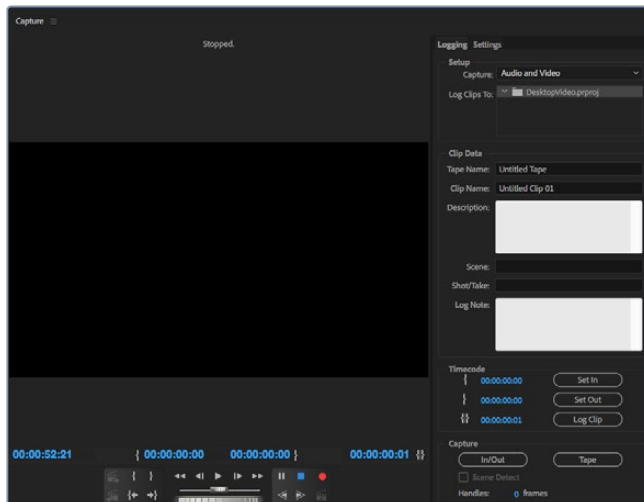 Capture
Stopped.
Logging Settings
Setup
Capture: Audio and Video
Log Clips To: DesktopVideo.prproj
Clip Data
Tape Name: Untitled Tape
Clip Name: Untitled Clip 01
Description:
Scene:
Shot/Take:
Log Note:
Timecode
{ 00:00:00:00 Set In
} 00:00:00:00 Set Out
{} 00:00:00:01 Log Clip
00:00:52:21 { 00:00:00:00 00:00:00:00 } 00:00:00:01 {}
Capture
In/Out Tape
Scene Detect
Handles: 0 frames